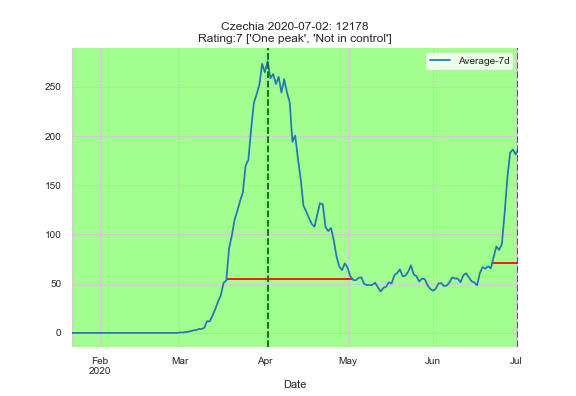 Czechia 2020-07-02: 12178
Rating:7 ['One peak', 'Not in control']
Average-7d
250
200
150
100
50
0
Feb
2020
Mar
Apr
May
Jun
Jul
Date